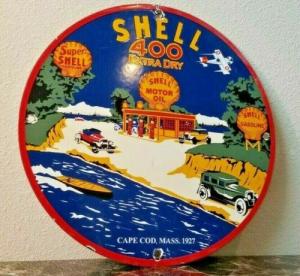 SHELL
400
EXTRA DRY
Super
SHELL
SHELL
MOTOR
OIL
SHELL
GASOLINE
CAPE COD, MASS. 1927